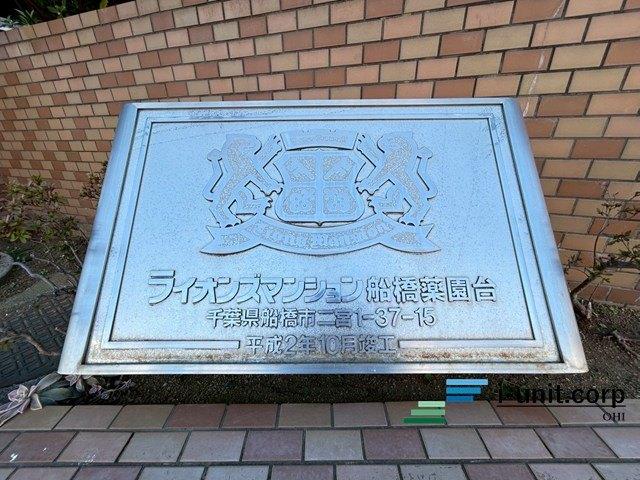 ライオンズマンション船橋薬園台
千葉県船橋市二宮1-37-15
平成2年10月竣工
i-unit.corp
OHI